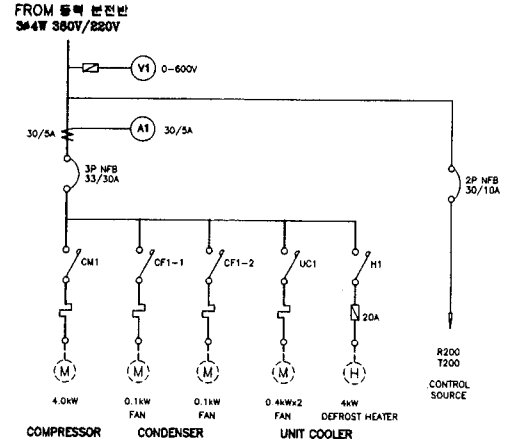 FROM 동력 분전반
3ø4W 380V/220V
V1 0-600V
30/5A A1 30/5A
3P NFB
33/30A
2P NFB
30/10A
CM1 CF1-1 CF1-2 UC1 H1
20A
M M M M H
R200
T200
CONTROL
SOURCE
4.0kW 0.1kW 0.1kW 0.4kWx2 4kW
FAN FAN FAN DEFROST HEATER
COMPRESSOR CONDENSER UNIT COOLER